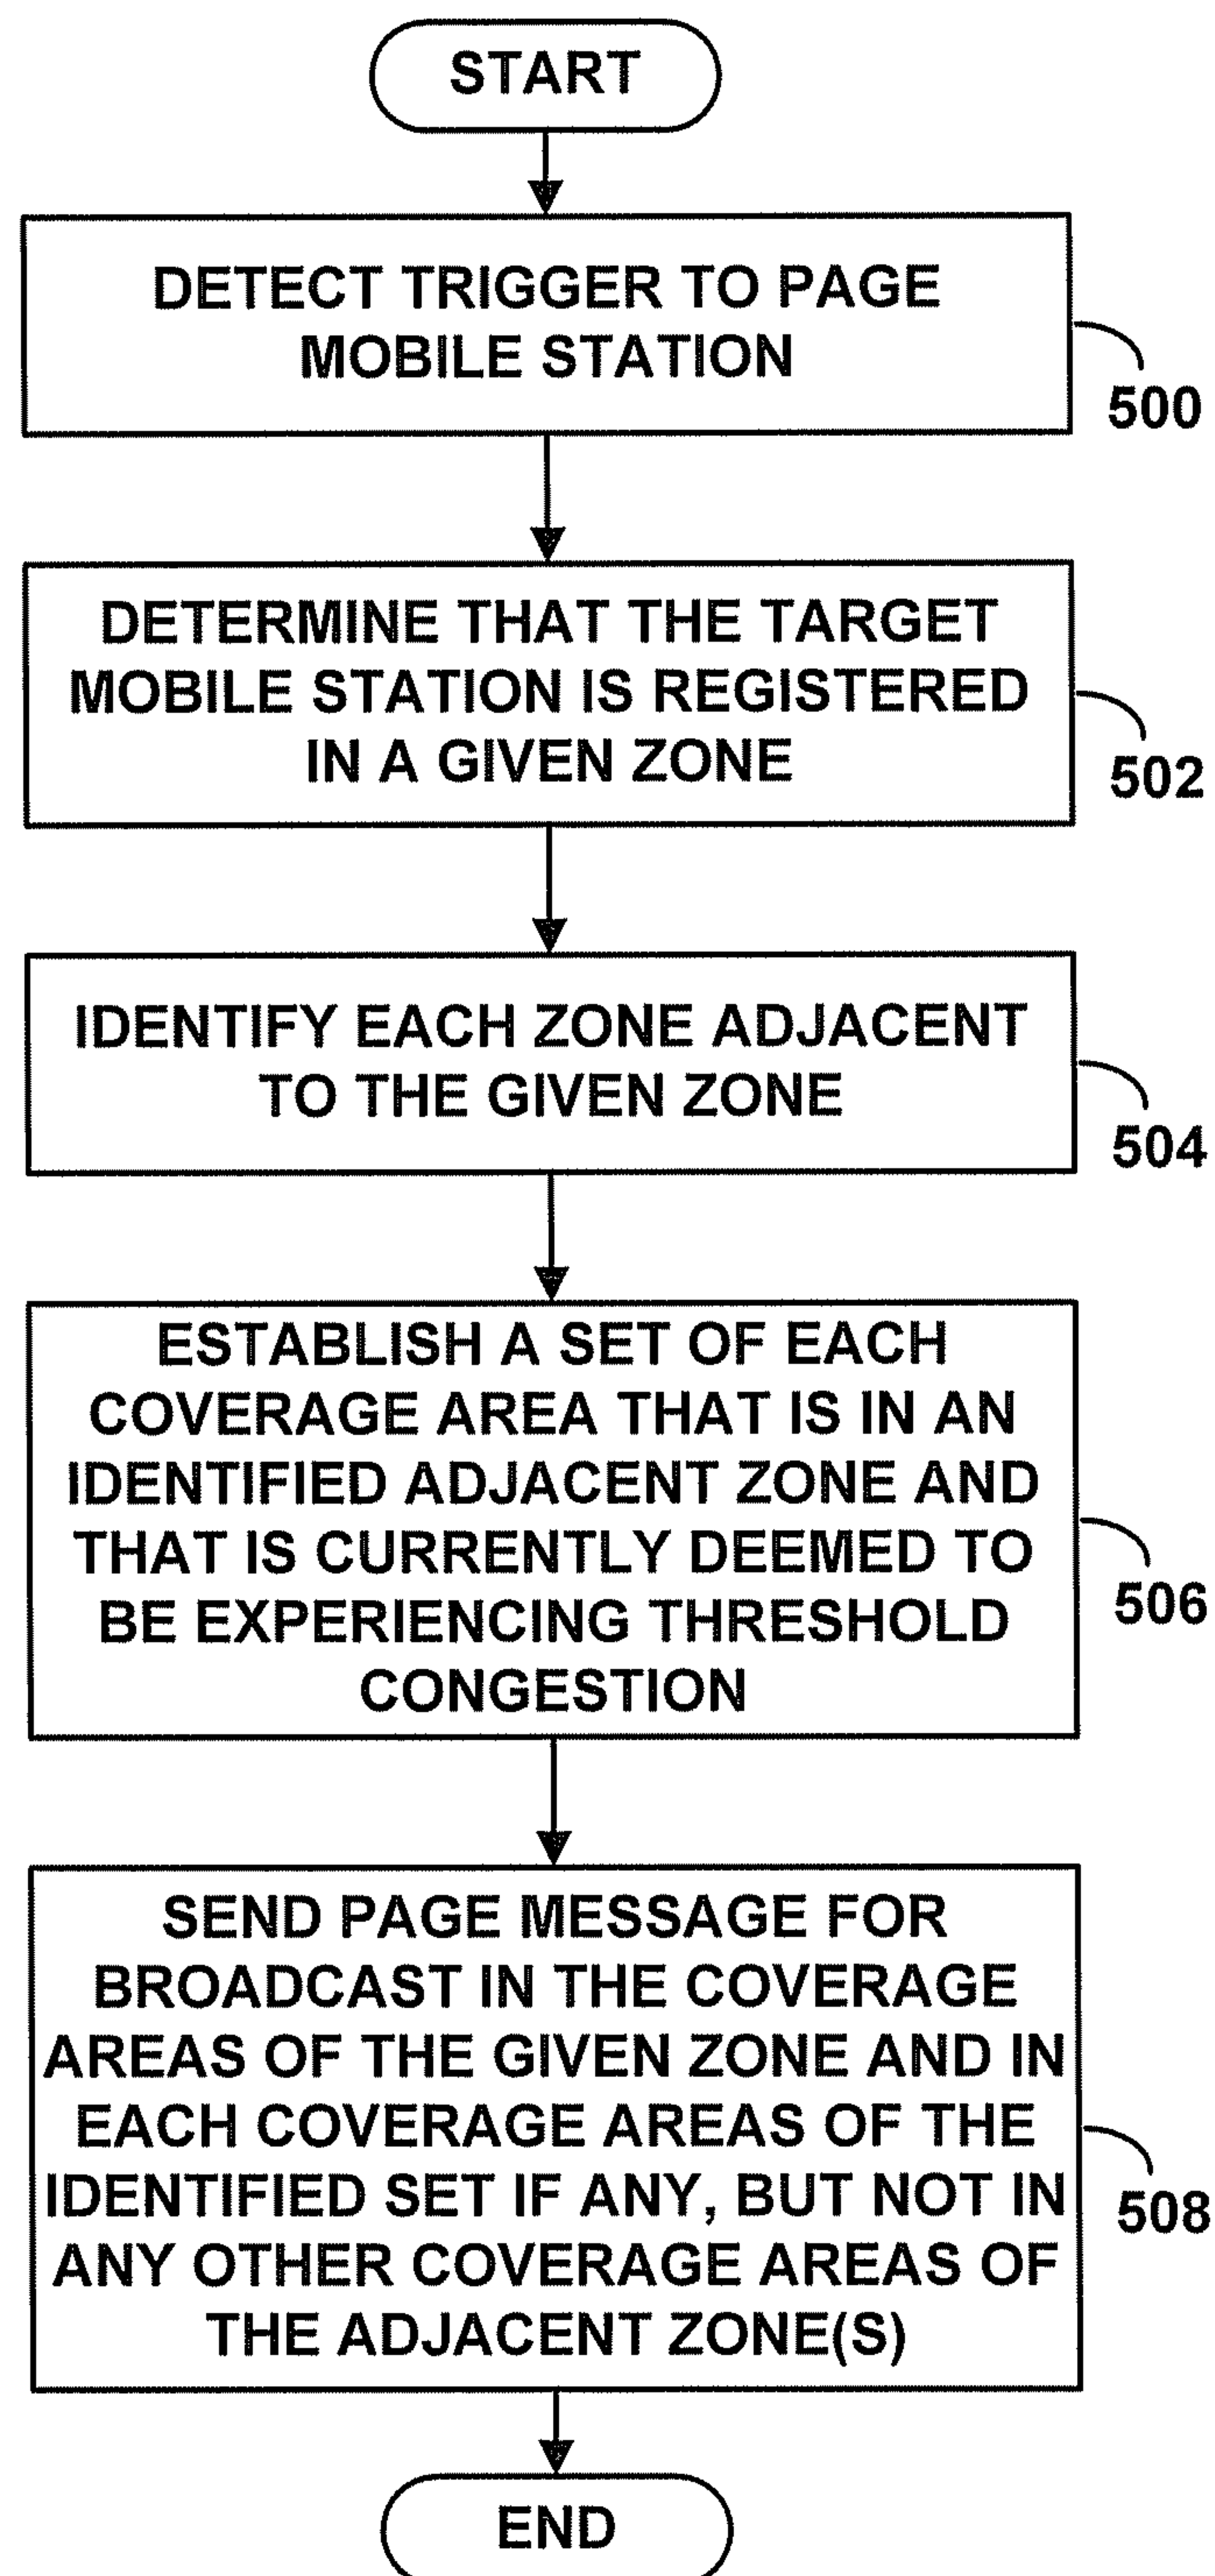 START
DETECT TRIGGER TO PAGE
MOBILE STATION
500
DETERMINE THAT THE TARGET
MOBILE STATION IS REGISTERED
IN A GIVEN ZONE
502
IDENTIFY EACH ZONE ADJACENT
TO THE GIVEN ZONE
504
ESTABLISH A SET OF EACH
COVERAGE AREA THAT IS IN AN
IDENTIFIED ADJACENT ZONE AND
THAT IS CURRENTLY DEEMED TO
BE EXPERIENCING THRESHOLD
CONGESTION
506
SEND PAGE MESSAGE FOR
BROADCAST IN THE COVERAGE
AREAS OF THE GIVEN ZONE AND IN
EACH COVERAGE AREAS OF THE
IDENTIFIED SET IF ANY, BUT NOT IN
ANY OTHER COVERAGE AREAS OF
THE ADJACENT ZONE(S)
508
END